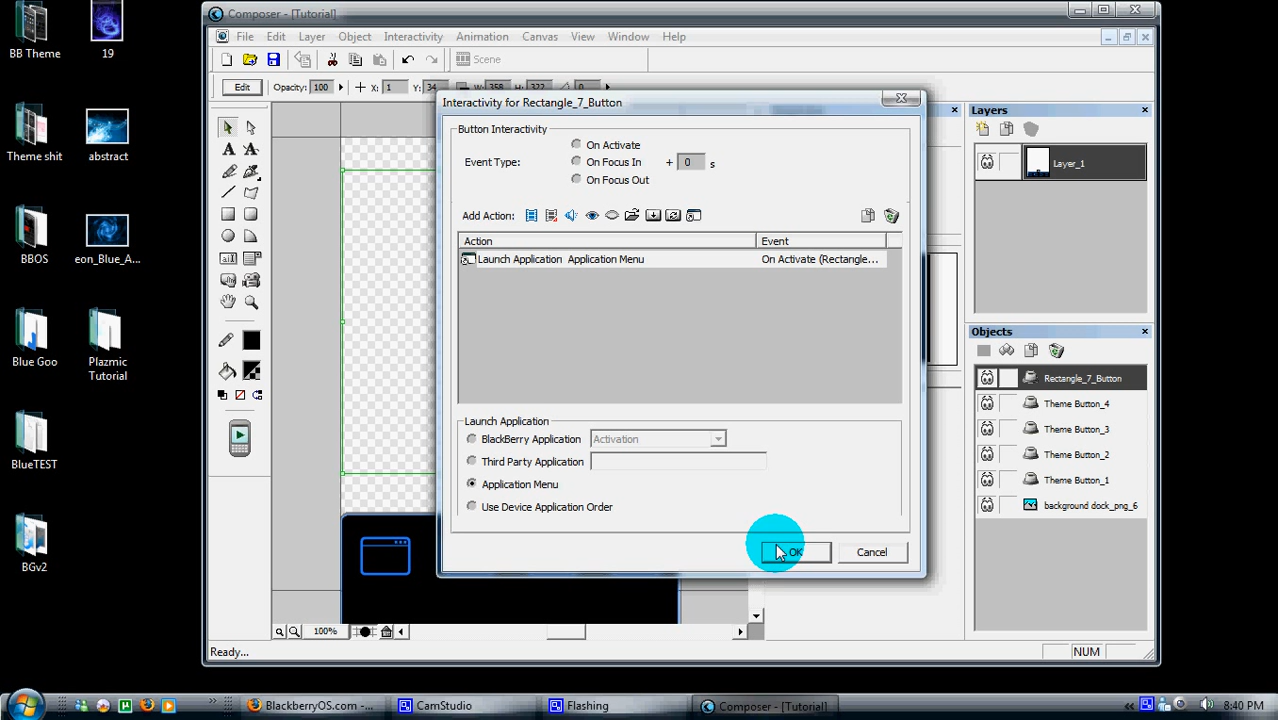 BB Theme
19
Theme shit
abstract
BBOS
eon_Blue_A...
Blue Goo
Plazmic
Tutorial
BlueTEST
BGv2
Composer - [Tutorial]
File Edit Layer Object Interactivity Animation Canvas View Window Help
Scene
Edit Opacity: 100 X: 1 Y: 34 W: 358 H: 322 0
Interactivity for Rectangle_7_Button
Button Interactivity
Event Type:
On Activate
On Focus In + 0 s
On Focus Out
Add Action:
Action Event
Launch Application Application Menu On Activate (Rectangle...
Launch Application
BlackBerry Application Activation
Third Party Application
Application Menu
Use Device Application Order
OK Cancel
Layers
Layer_1
Objects
Rectangle_7_Button
Theme Button_4
Theme Button_3
Theme Button_2
Theme Button_1
background dock_png_6
100%
Ready...
NUM
BlackberryOS.com -... CamStudio Flashing Composer - [Tutorial] 8:40 PM